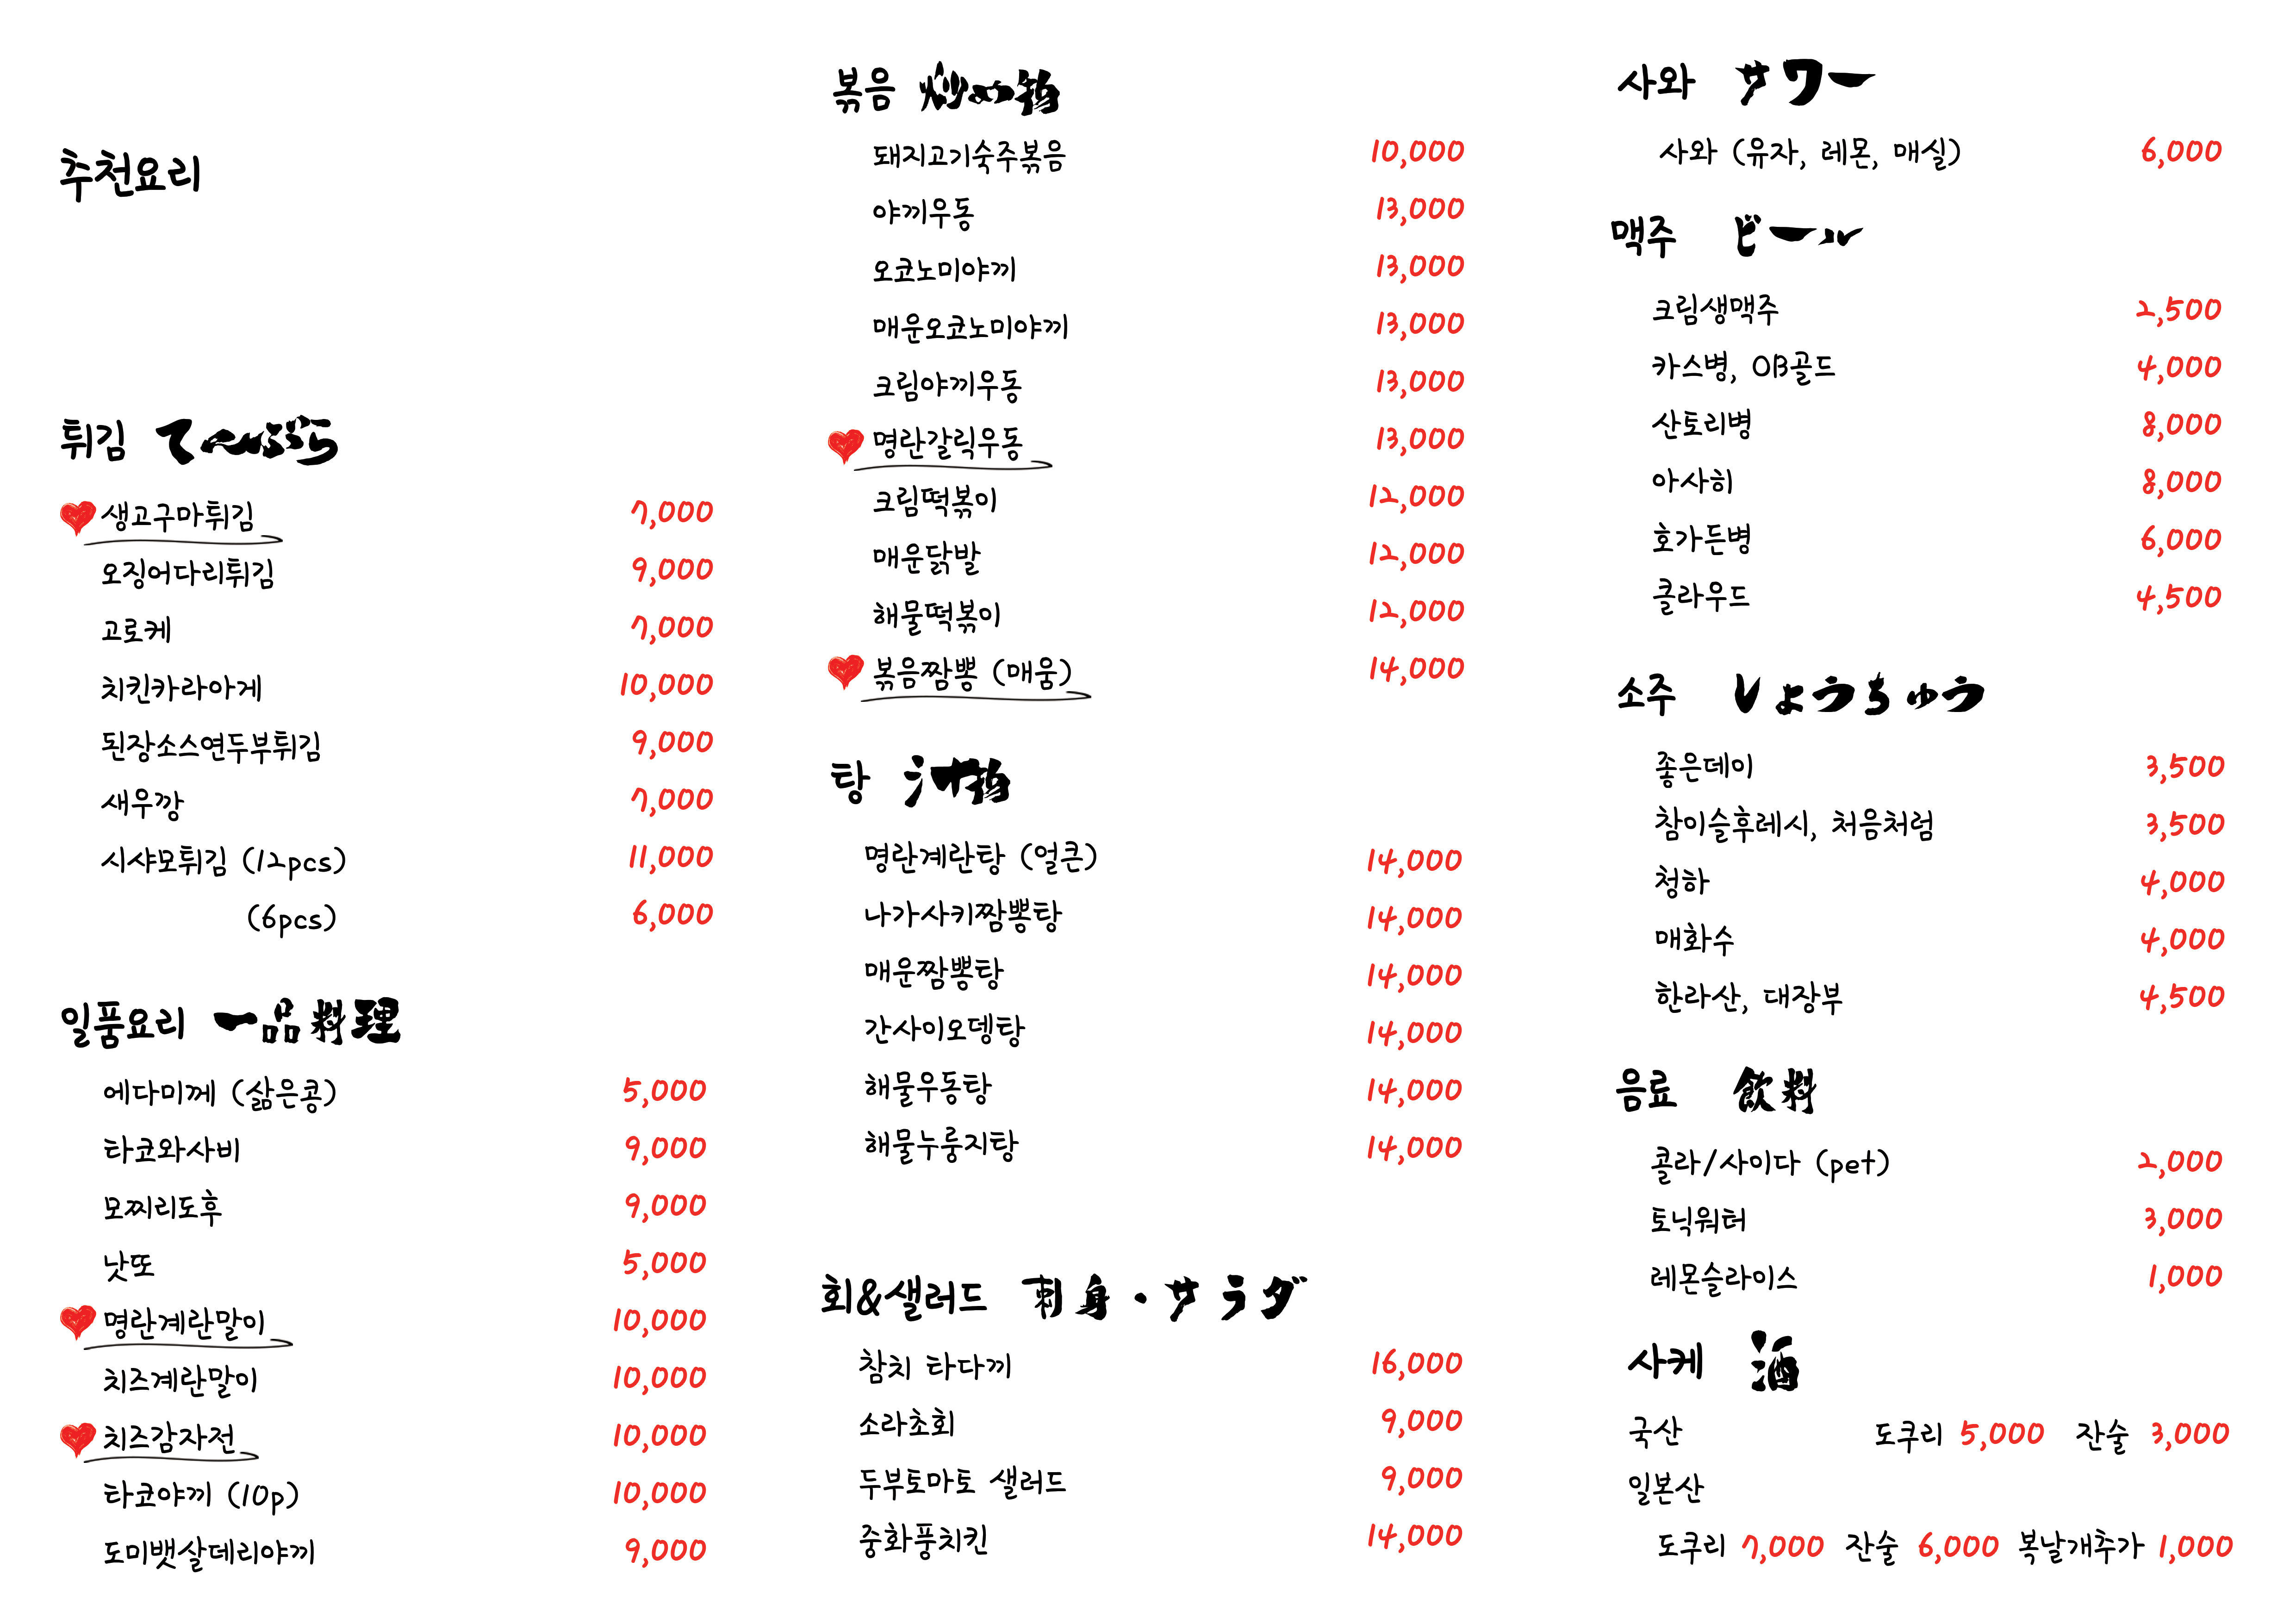 추천요리
튀김 てんぷら
생고구마튀김 7,000
오징어다리튀김 9,000
고로케 7,000
치킨카라아게 10,000
된장소스연두부튀김 9,000
새우깡 7,000
시샤모튀김 (12pcs) 11,000
(6pcs) 6,000
일품요리 一品料理
에다미께 (삶은콩) 5,000
타코와사비 9,000
모찌리도후 9,000
낫또 5,000
명란계란말이 10,000
치즈계란말이 10,000
치즈감자전 10,000
타코야끼 (10p) 10,000
도미뱃살데리야끼 9,000
볶음 炒め物
돼지고기숙주볶음 10,000
야끼우동 13,000
오코노미야끼 13,000
매운오코노미야끼 13,000
크림야끼우동 13,000
명란갈릭우동 13,000
크림떡볶이 12,000
매운닭발 12,000
해물떡볶이 12,000
볶음짬뽕 (매움) 14,000
탕 汁物
명란계란탕 (얼큰) 14,000
나가사키짬뽕탕 14,000
매운짬뽕탕 14,000
간사이오뎅탕 14,000
해물우동탕 14,000
해물누룽지탕 14,000
회&샐러드 刺身・サラダ
참치 타다끼 16,000
소라초회 9,000
두부토마토 샐러드 9,000
중화풍치킨 14,000
사와 サワー
사와 (유자, 레몬, 매실) 6,000
맥주 ビール
크림생맥주 2,500
카스병, OB골드 4,000
산토리병 8,000
아사히 8,000
호가든병 6,000
클라우드 4,500
소주 しょうちゅう
좋은데이 3,500
참이슬후레시, 처음처럼 3,500
청하 4,000
매화수 4,000
한라산, 대장부 4,500
음료 飲料
콜라/사이다 (pet) 2,000
토닉워터 3,000
레몬슬라이스 1,000
사케 酒
국산 도쿠리 5,000 잔술 3,000
일본산
도쿠리 7,000 잔술 6,000 복날개추가 1,000